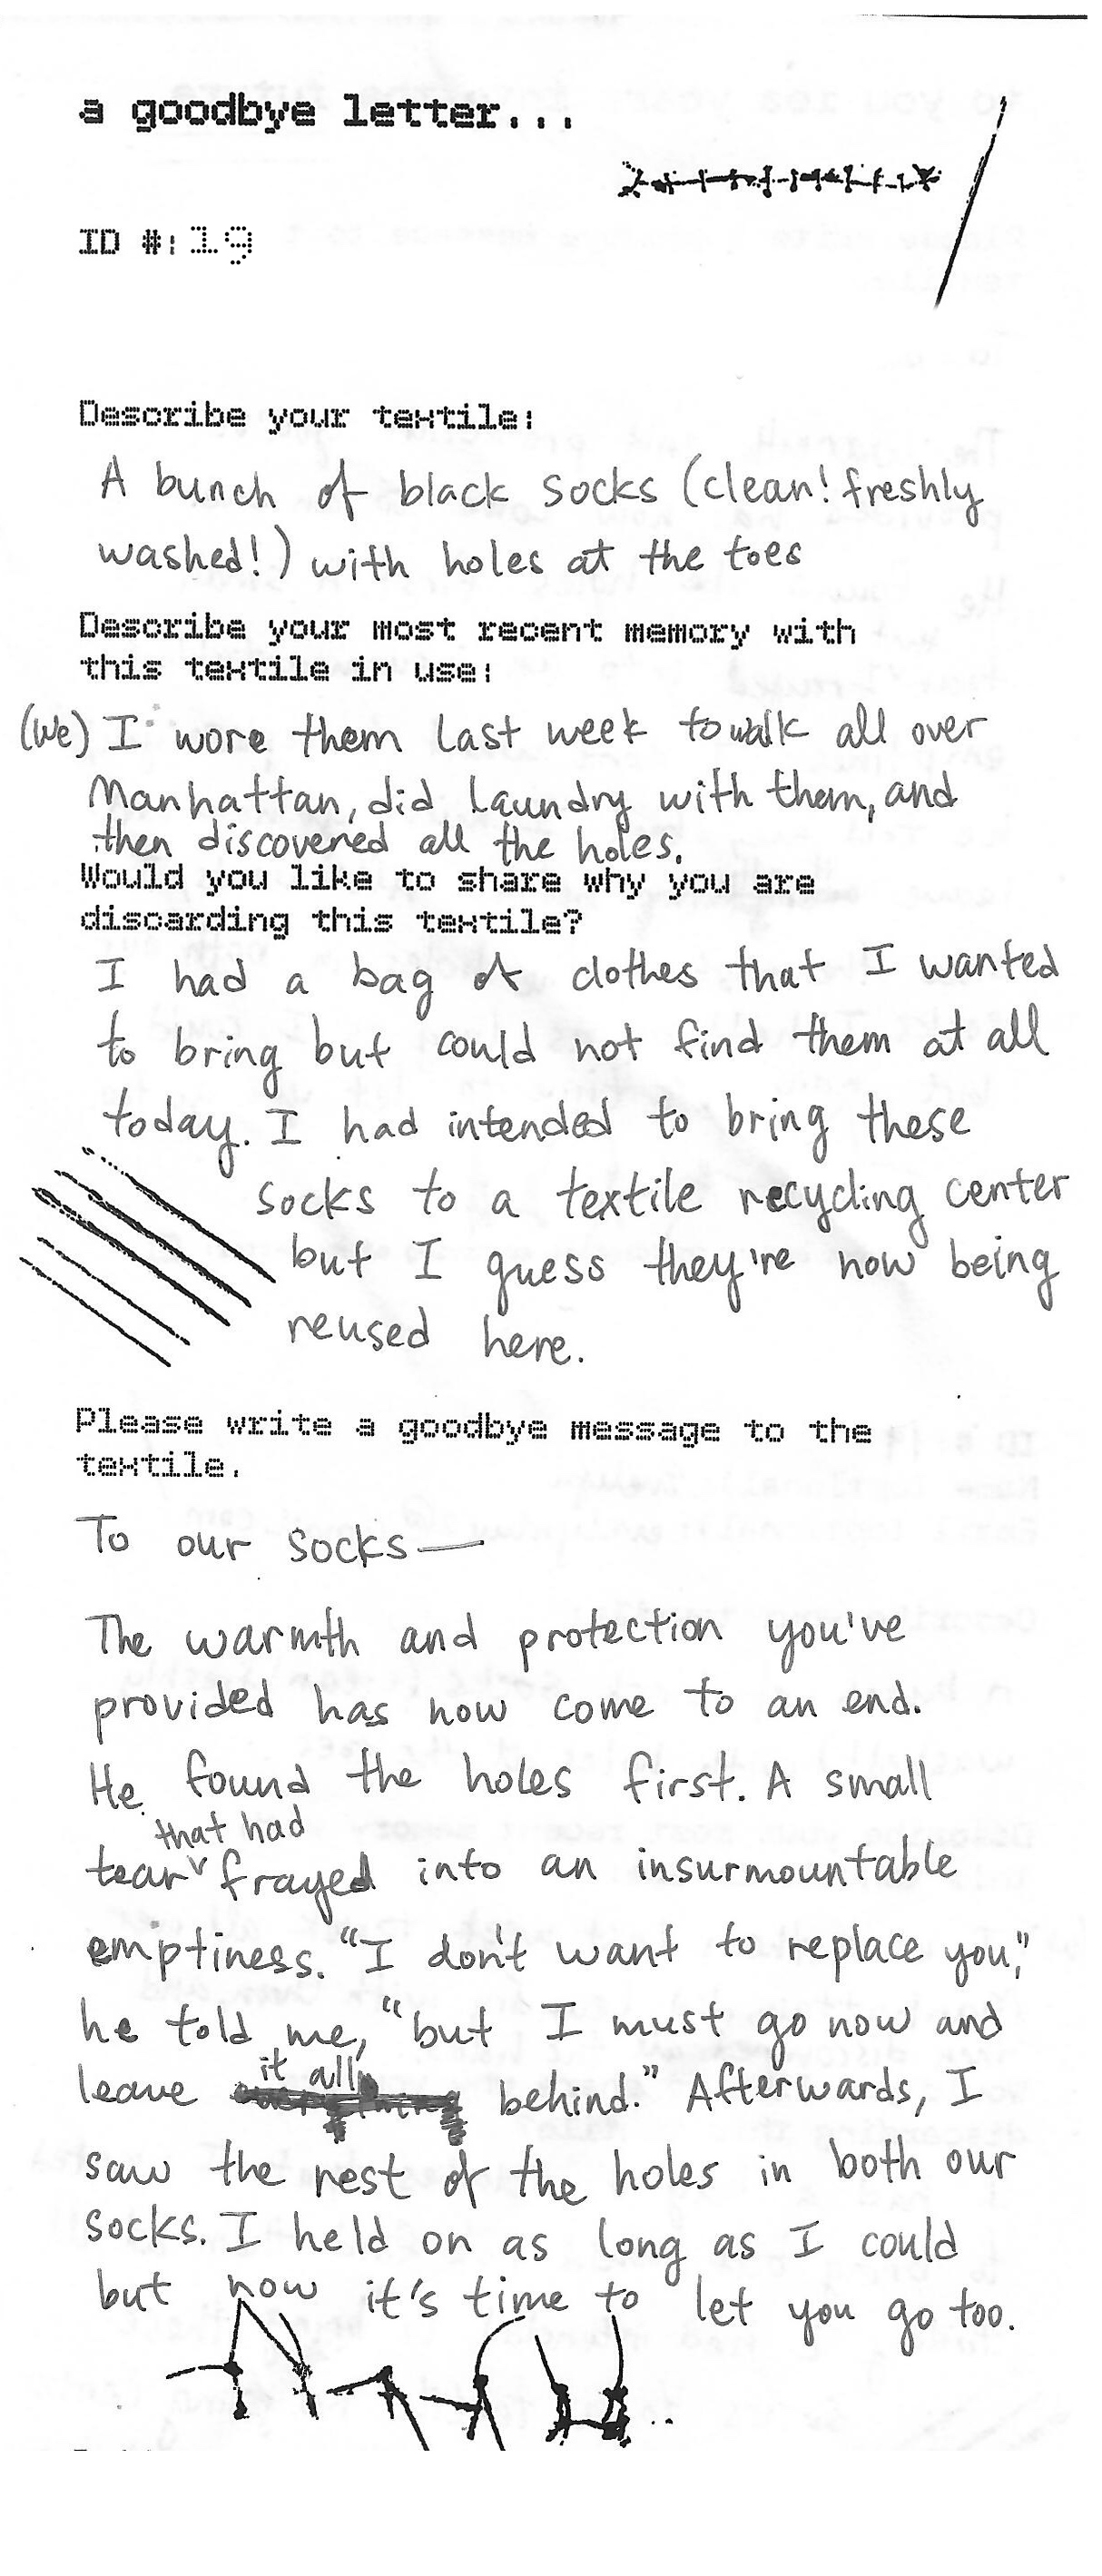 a goodbye letter...
ID #: 19
Describe your textile:
A bunch of black socks (clean! freshly
washed!) with holes at the toes
Describe your most recent memory with
this textile in use:
(We) I wore them last week to walk all over
Manhattan, did laundry with them, and
then discovered all the holes.
Would you like to share why you are
discarding this textile?
I had a bag of clothes that I wanted
to bring but could not find them at all
today. I had intended to bring these
socks to a textile recycling center
but I guess they're now being
reused here.
Please write a goodbye message to the
textile.
To our socks—
The warmth and protection you've
provided has now come to an end.
He found the holes first. A small
that had
tear frayed into an insurmountable
emptiness. "I don't want to replace you,"
he told me, "but I must go now and
it all
leave behind." Afterwards, I
saw the rest of the holes in both our
socks. I held on as long as I could
but now it's time to let you go too.